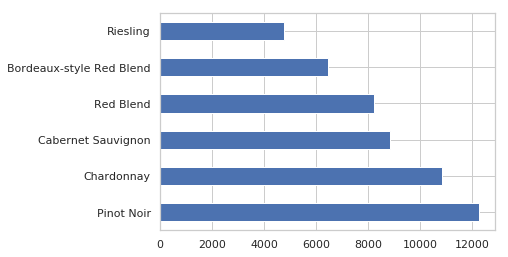 Riesling
Bordeaux-style Red Blend
Red Blend
Cabernet Sauvignon
Chardonnay
Pinot Noir
0 2000 4000 6000 8000 10000 12000